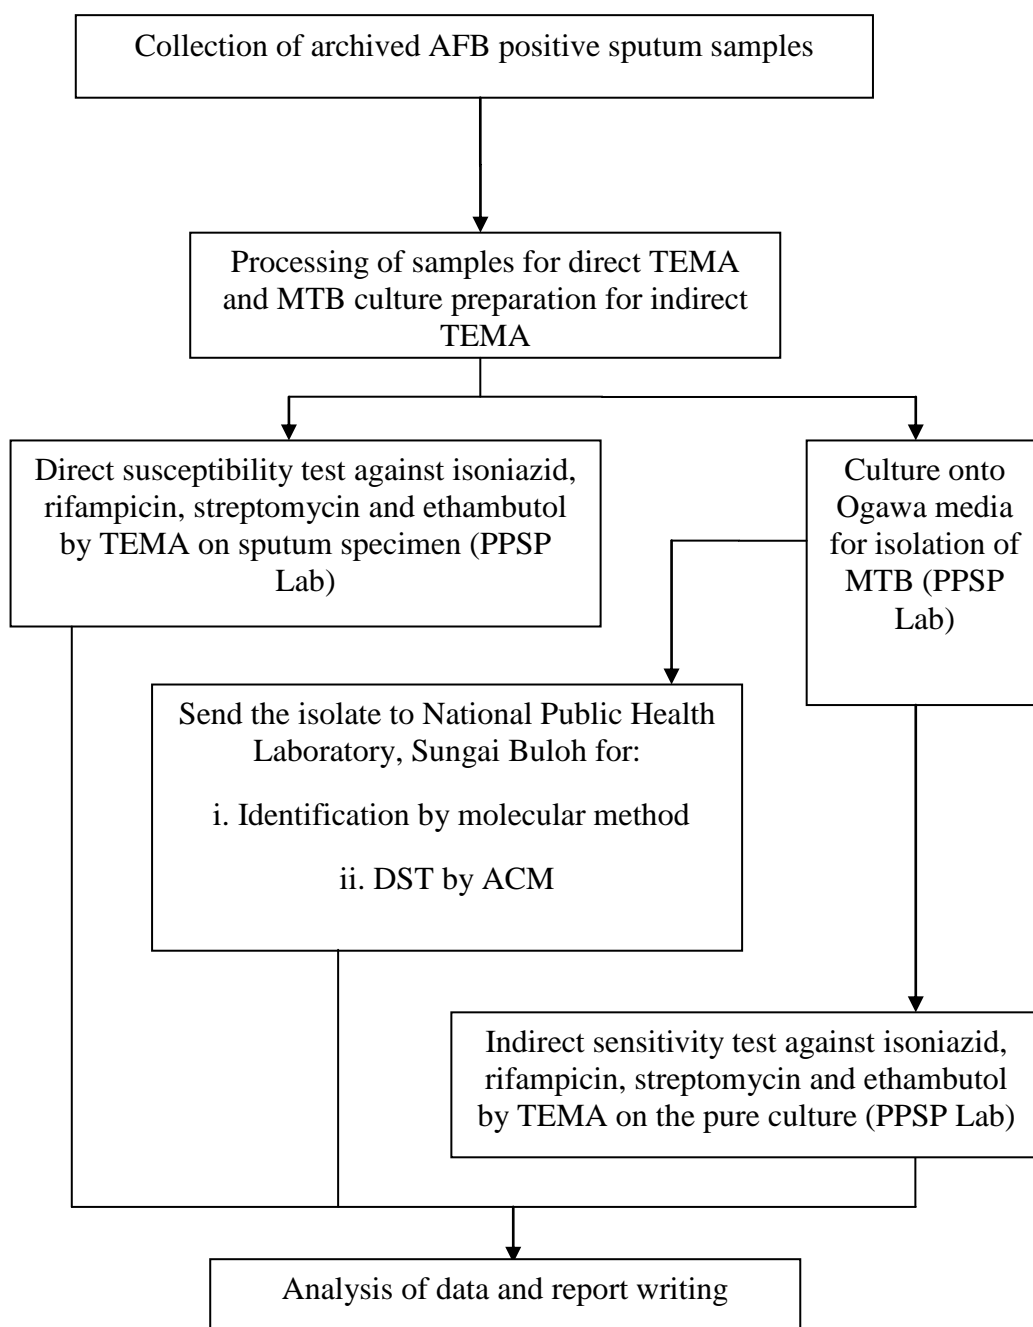 Collection of archived AFB positive sputum samples
Processing of samples for direct TEMA
and MTB culture preparation for indirect
TEMA
Direct susceptibility test against isoniazid,
rifampicin, streptomycin and ethambutol
by TEMA on sputum specimen (PPSP
Lab)
Culture onto
Ogawa media
for isolation of
MTB (PPSP
Lab)
Send the isolate to National Public Health
Laboratory, Sungai Buloh for:
i. Identification by molecular method
ii. DST by ACM
Indirect sensitivity test against isoniazid,
rifampicin, streptomycin and ethambutol
by TEMA on the pure culture (PPSP Lab)
Analysis of data and report writing